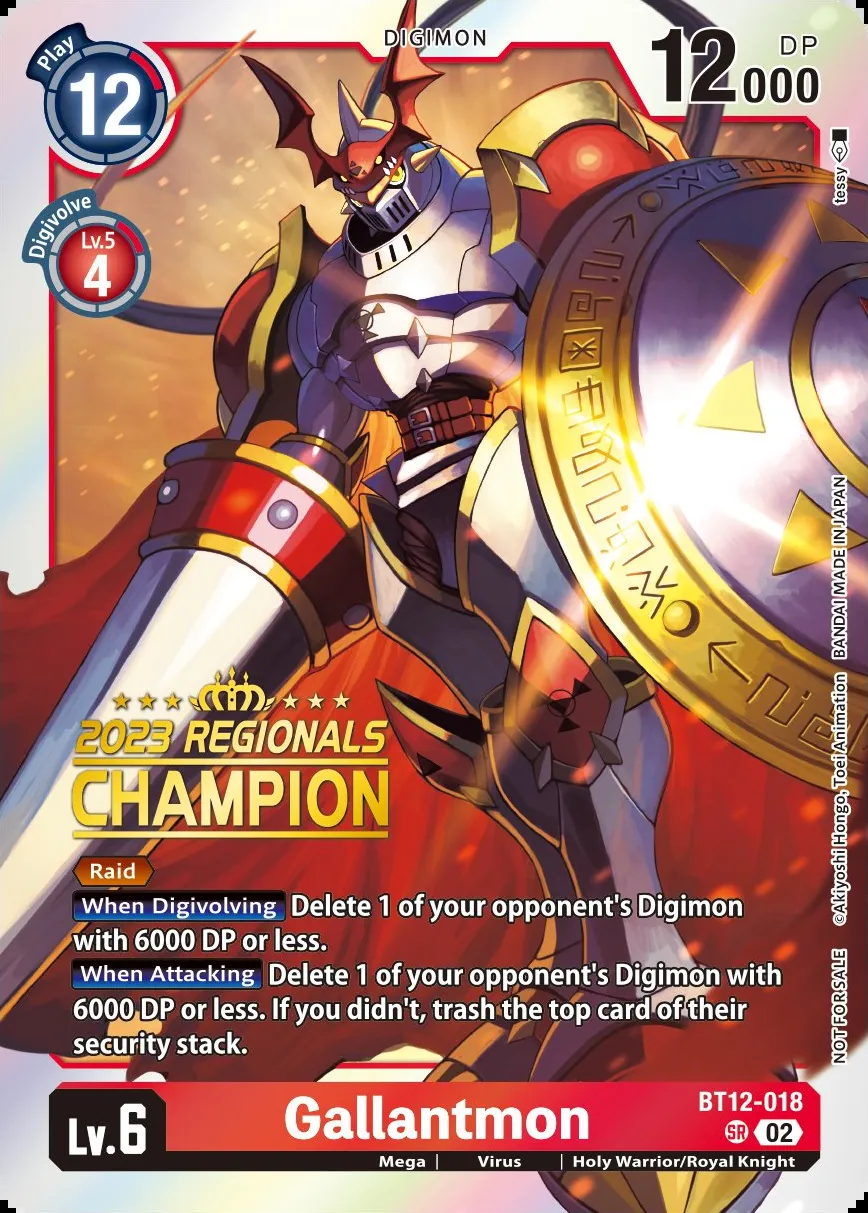 DIGIMON
Play
12
12000
DP
Digivolve
Lv.5
4
tessy
2023 REGIONALS
CHAMPION
Raid
When Digivolving Delete 1 of your opponent's Digimon
with 6000 DP or less.
When Attacking Delete 1 of your opponent's Digimon with
6000 DP or less. If you didn't, trash the top card of their
security stack.
NOT FOR SALE ©Akiyoshi Hongo, Toei Animation BANDAI MADE IN JAPAN
Lv.6
Gallantmon
BT12-018
SR 02
Mega | Virus | Holy Warrior/Royal Knight